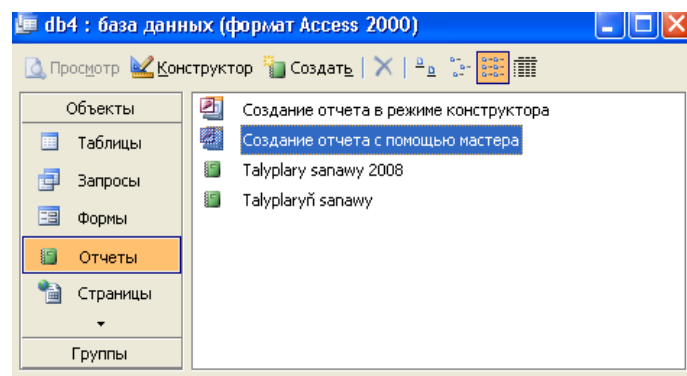 db4 : база данных (формат Access 2000)
Просмотр Конструктор Создать
Объекты
Таблицы
Запросы
Формы
Отчеты
Страницы
Группы
Создание отчета в режиме конструктора
Создание отчета с помощью мастера
Talyplary sanawy 2008
Talyplaryň sanawy